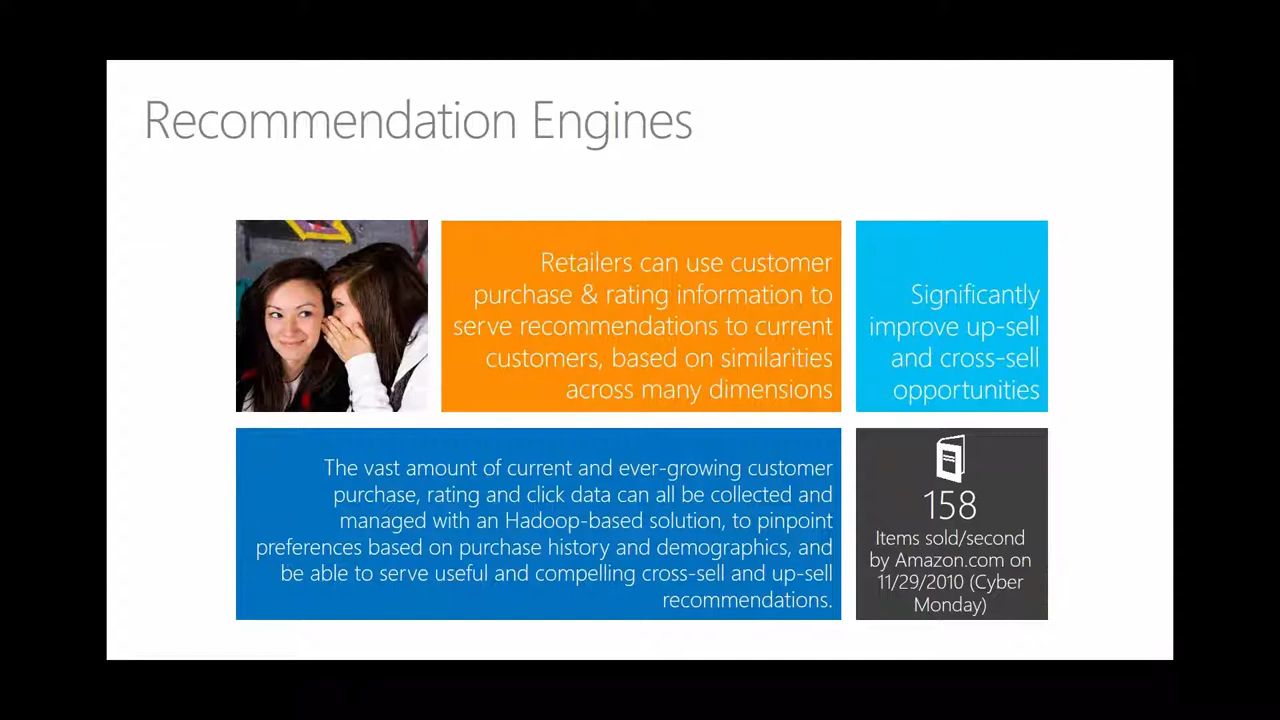 Recommendation Engines
Retailers can use customer
purchase & rating information to
serve recommendations to current
customers, based on similarities
across many dimensions
Significantly
improve up-sell
and cross-sell
opportunities
The vast amount of current and ever-growing customer
purchase, rating and click data can all be collected and
managed with an Hadoop-based solution, to pinpoint
preferences based on purchase history and demographics, and
be able to serve useful and compelling cross-sell and up-sell
recommendations.
158
Items sold/second
by Amazon.com on
11/29/2010 (Cyber
Monday)